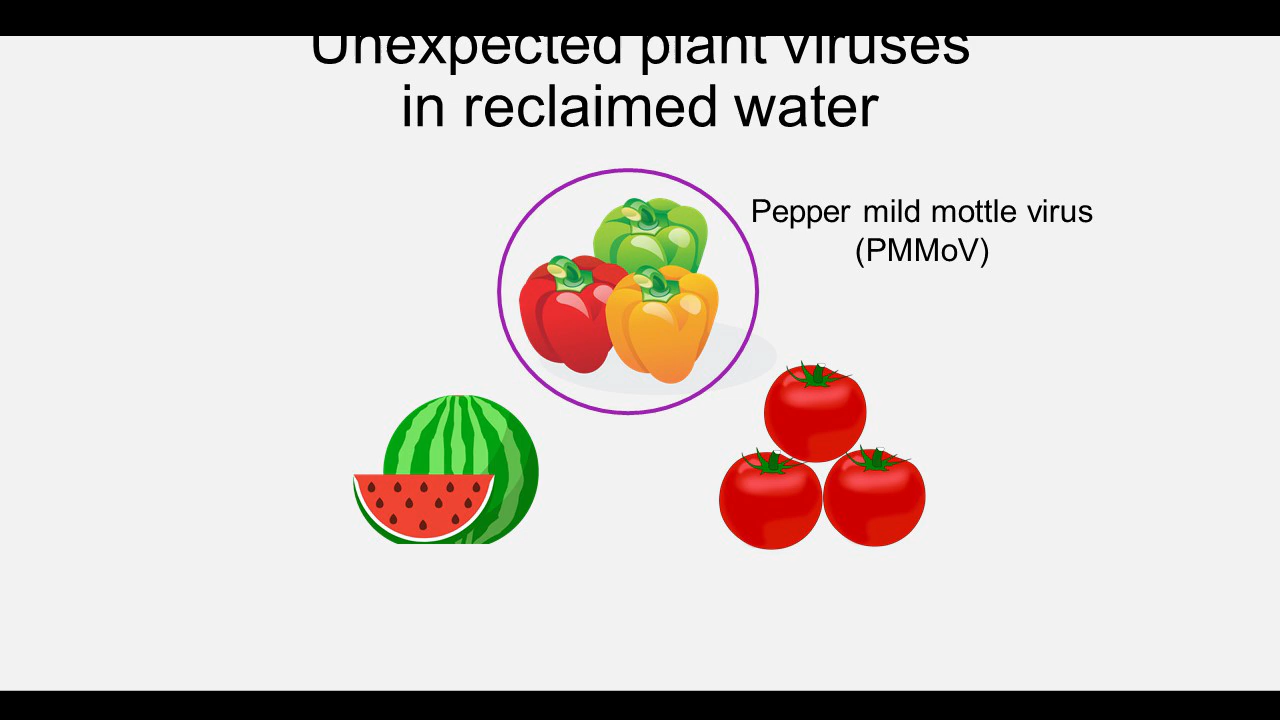 Unexpected plant viruses
in reclaimed water
Pepper mild mottle virus
(PMMoV)